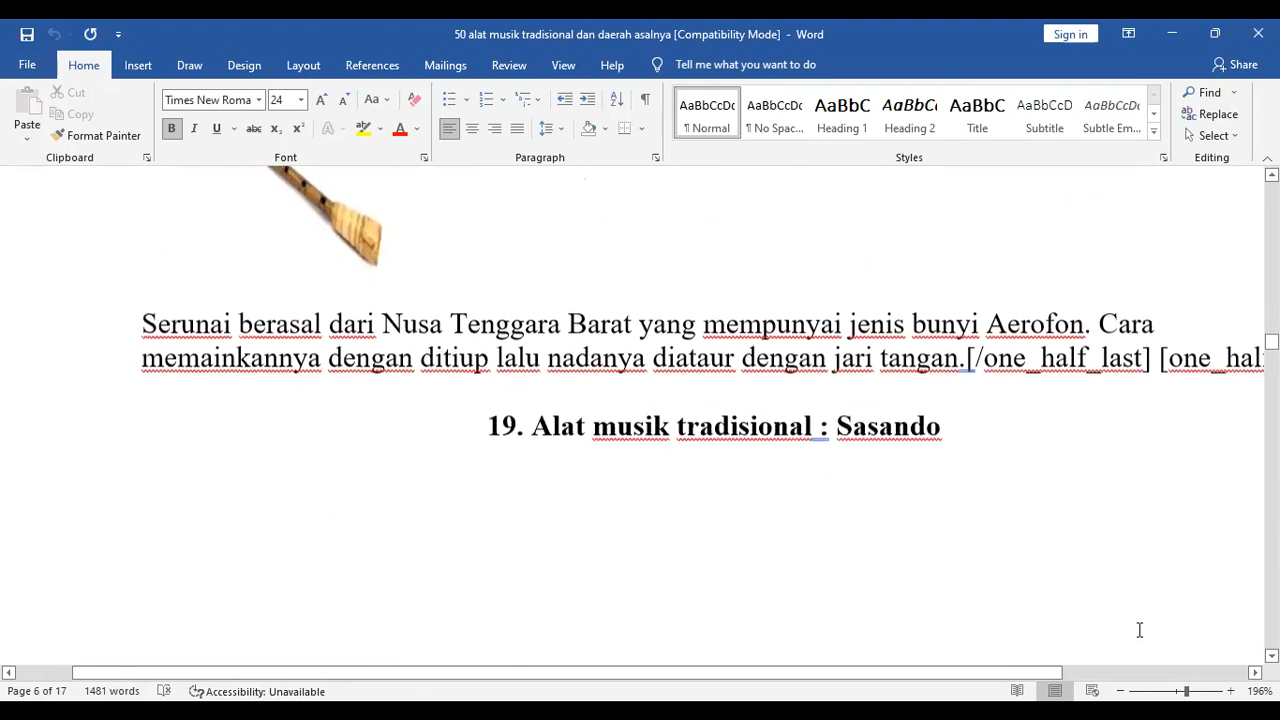 50 alat musik tradisional dan daerah asalnya [Compatibility Mode] - Word
Sign in
File Home Insert Draw Design Layout References Mailings Review View Help Tell me what you want to do Share
Cut
Copy
Format Painter
Paste
Times New Roma 24
AaBbCcDc AaBbCcDc AaBbC AaBbCc AaBbC AaBbCcD AaBbCcDc
¶ Normal ¶ No Spac... Heading 1 Heading 2 Title Subtitle Subtle Em...
Find
Replace
Select
Clipboard Font Paragraph Styles Editing
Serunai berasal dari Nusa Tenggara Barat yang mempunyai jenis bunyi Aerofon. Cara
memainkannya dengan ditiup lalu nadanya diataur dengan jari tangan.[/one_half_last] [one_hal
19. Alat musik tradisional : Sasando
Page 6 of 17 1481 words Accessibility: Unavailable 196%